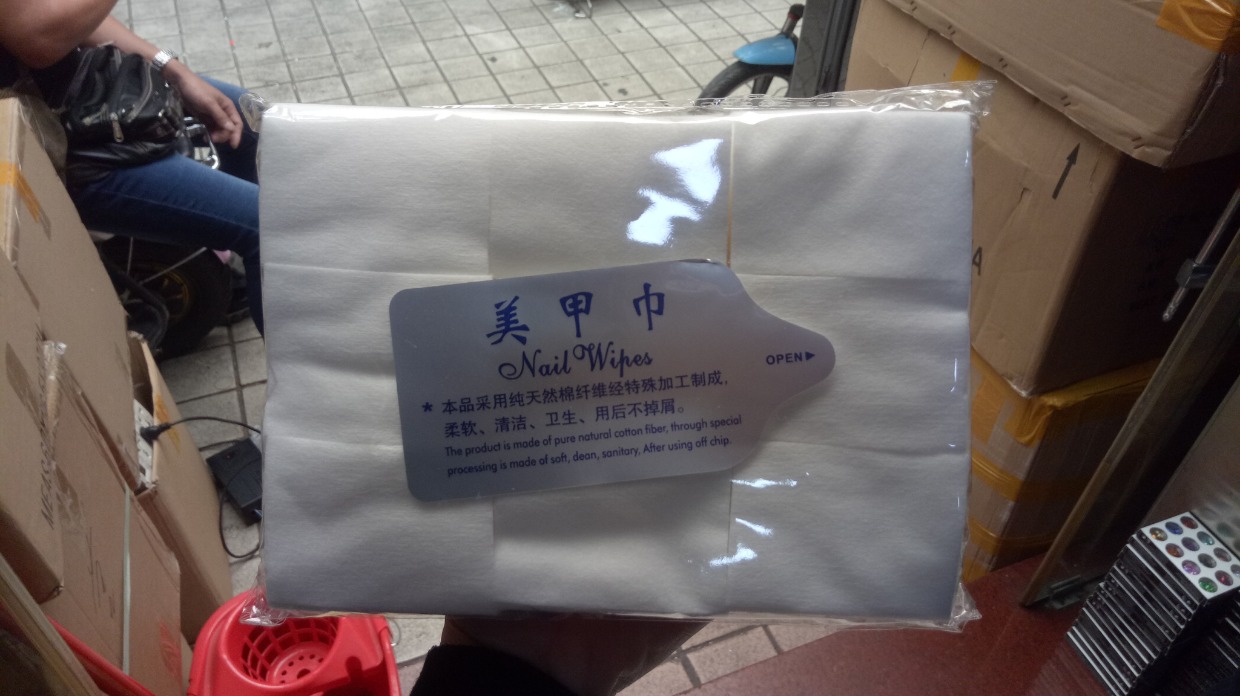 美甲巾
Nail Wipes
OPEN▶
* 本品采用纯天然棉纤维经特殊加工制成，
柔软、清洁、卫生、用后不掉屑。
The product is made of pure natural cotton fiber, through special
processing is made of soft, dean, sanitary, After using off chip.
A